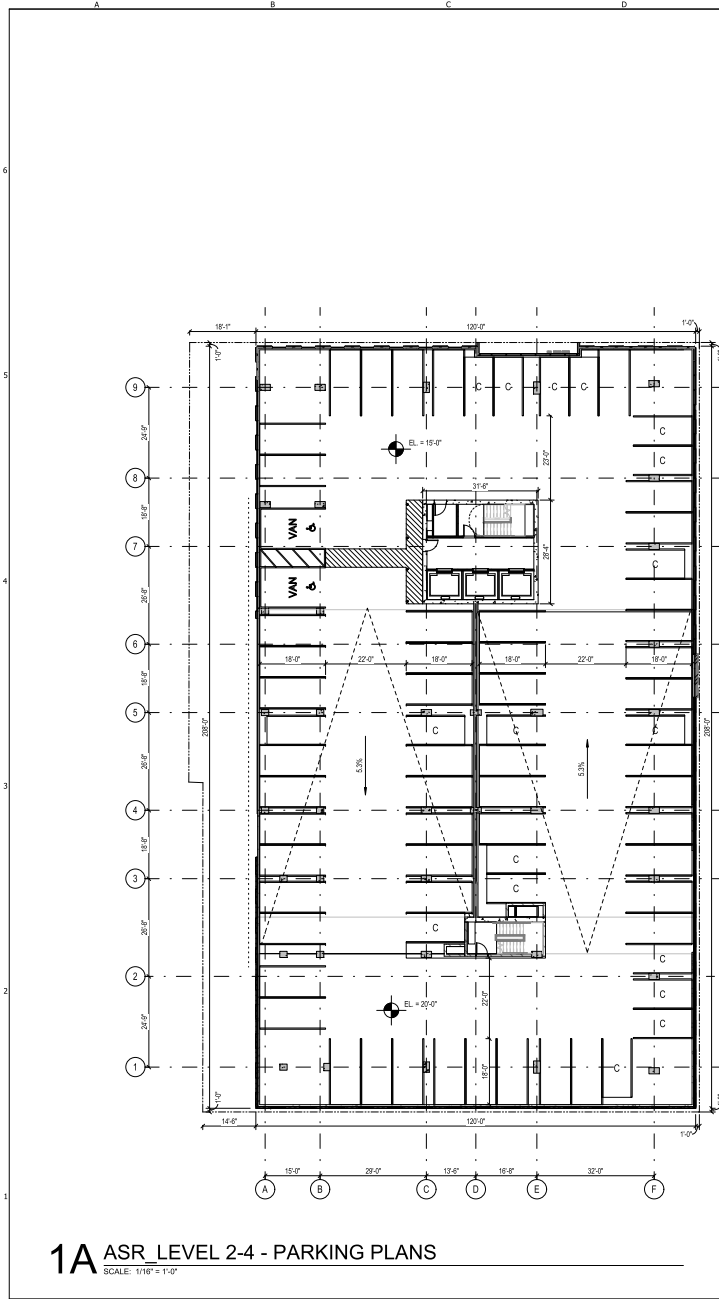 A B C D
6
18'-1" 120'-0" 1'-0"
1'-0"
5
9
C C C C
24'-9"
C
EL. = 15'-0"
23'-0"
C
8
31'-6"
18'-8"
VAN
7
28'-4"
C
4
26'-8"
VAN
6
18'-0" 22'-0" 18'-0" 18'-0" 22'-0" 18'-0"
18'-8"
5
208'-0" 208'-0"
C C C
26'-8"
5.3% 5.3%
3
4
18'-8"
C
3
C
26'-8"
C
C
2
2
22'-0"
C
EL. = 20'-0"
24'-9"
C
1
18'-0"
C
1'-0"
14'-6" 120'-0" 1'-0"
15'-0" 29'-0" 13'-6" 16'-8" 32'-0"
A B C D E F
1
1A ASR_LEVEL 2-4 - PARKING PLANS
SCALE: 1/16" = 1'-0"